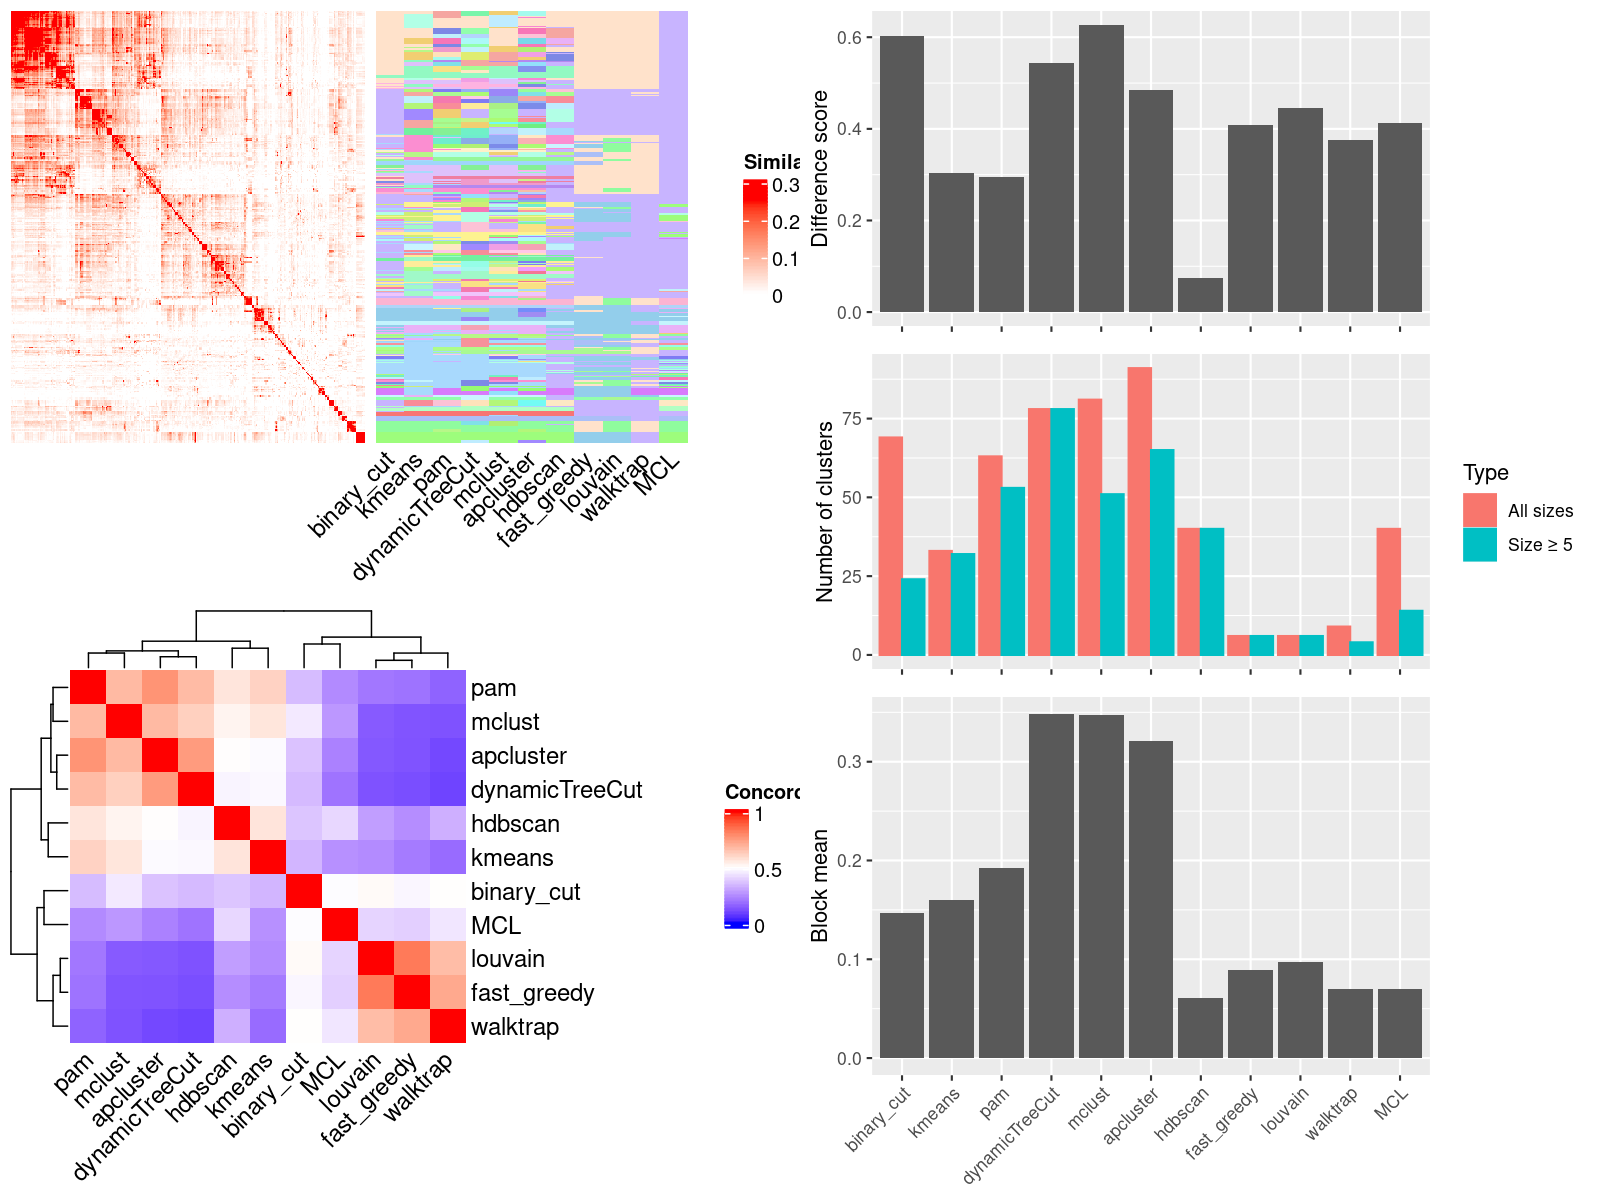 Simila
0.3
0.2
0.1
0
binary_cut
kmeans
pam
dynamicTreeCut
mclust
apcluster
hdbscan
fast_greedy
louvain
walktrap
MCL
pam
mclust
apcluster
dynamicTreeCut
hdbscan
kmeans
binary_cut
MCL
louvain
fast_greedy
walktrap
Concord
1
0.5
0
pam
mclust
apcluster
dynamicTreeCut
hdbscan
kmeans
binary_cut
MCL
louvain
fast_greedy
walktrap
Difference score
0.6
0.4
0.2
0.0
Number of clusters
75
50
25
0
Type
All sizes
Size ≥ 5
Block mean
0.3
0.2
0.1
0.0
binary_cut
kmeans
pam
dynamicTreeCut
mclust
apcluster
hdbscan
fast_greedy
louvain
walktrap
MCL